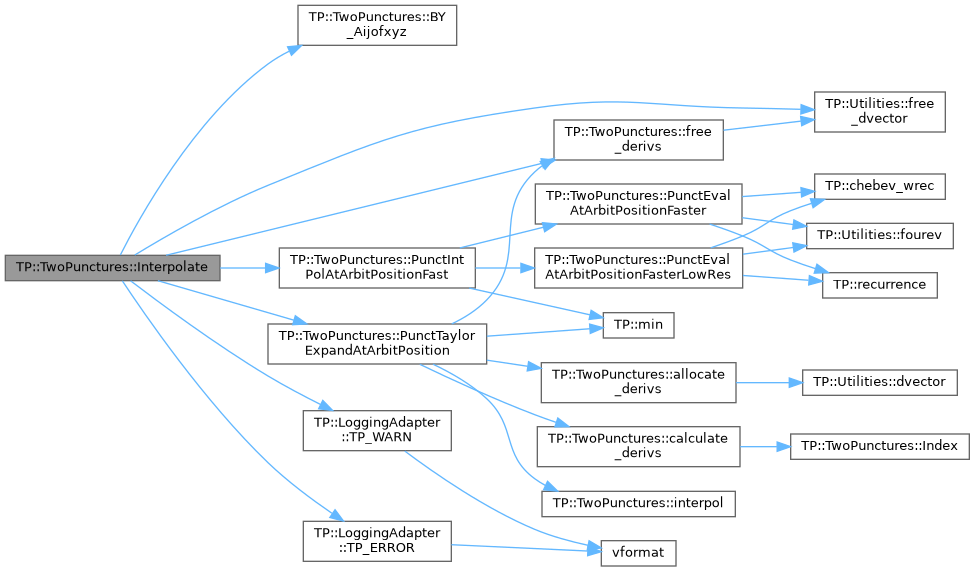 TP::TwoPunctures::BY
_Aijofxyz
TP::Utilities::free
_dvector
TP::TwoPunctures::free
_derivs
TP::chebev_wrec
TP::TwoPunctures::PunctEval
AtArbitPositionFaster
TP::Utilities::fourev
TP::TwoPunctures::Interpolate
TP::TwoPunctures::PunctInt
PolAtArbitPositionFast
TP::TwoPunctures::PunctEval
AtArbitPositionFasterLowRes
TP::recurrence
TP::min
TP::TwoPunctures::PunctTaylor
ExpandAtArbitPosition
TP::TwoPunctures::allocate
_derivs
TP::Utilities::dvector
TP::LoggingAdapter
::TP_WARN
TP::TwoPunctures::calculate
_derivs
TP::TwoPunctures::Index
TP::TwoPunctures::interpol
TP::LoggingAdapter
::TP_ERROR
vformat